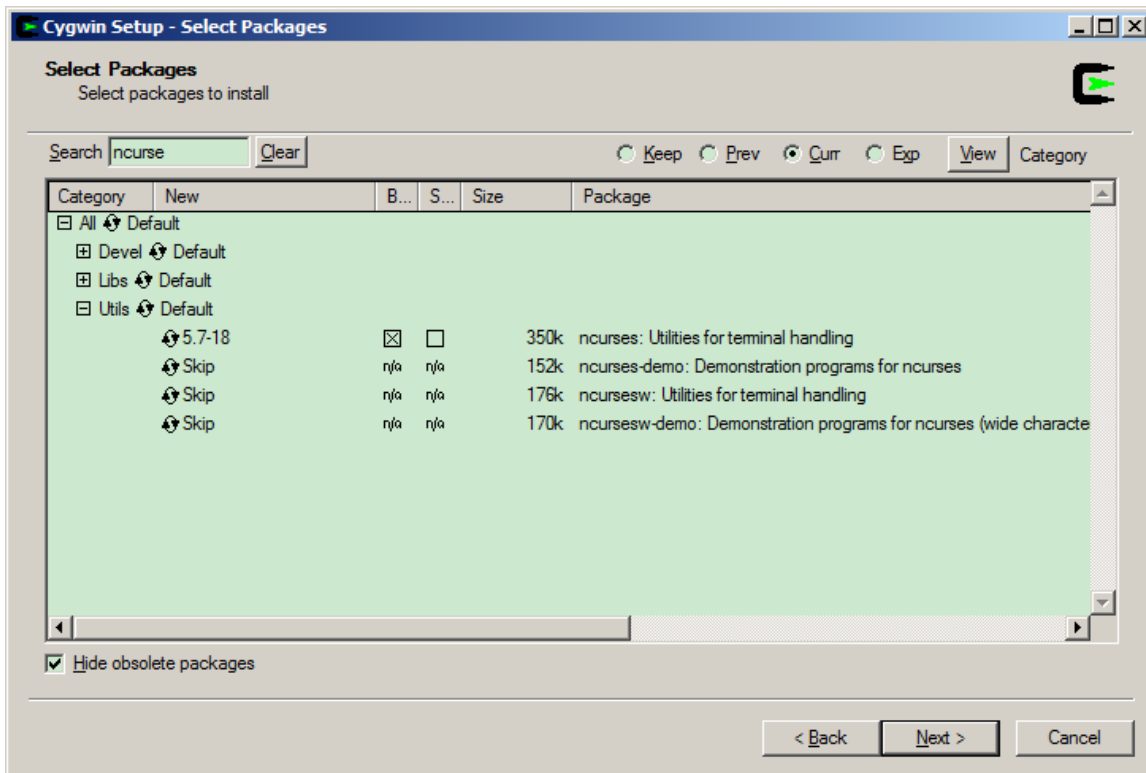 Cygwin Setup - Select Packages
Select Packages
Select packages to install
Search ncurse Clear Keep Prev Curr Exp View Category
Category New B... S... Size Package
All Default
Devel Default
Libs Default
Utils Default
5.7-18 350k ncurses: Utilities for terminal handling
Skip n/a n/a 152k ncurses-demo: Demonstration programs for ncurses
Skip n/a n/a 176k ncursesw: Utilities for terminal handling
Skip n/a n/a 170k ncursesw-demo: Demonstration programs for ncurses (wide characte
Hide obsolete packages
< Back Next > Cancel